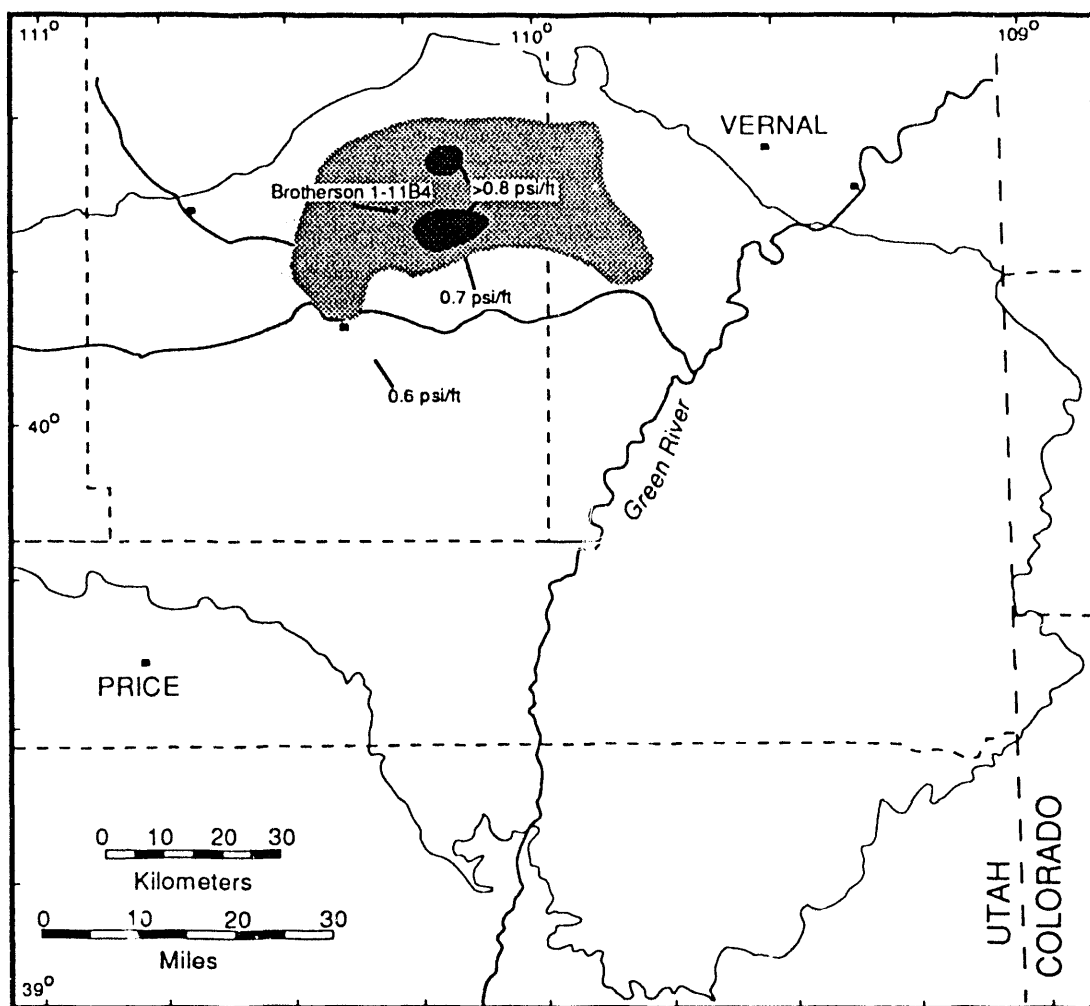 111° 110° 109°
VERNAL
Brotherson 1-11B4 >0.8 psi/ft
0.7 psi/ft
0.6 psi/ft
40°
Green River
PRICE
0 10 20 30
Kilometers
0 10 20 30
Miles
UTAH
COLORADO
39°